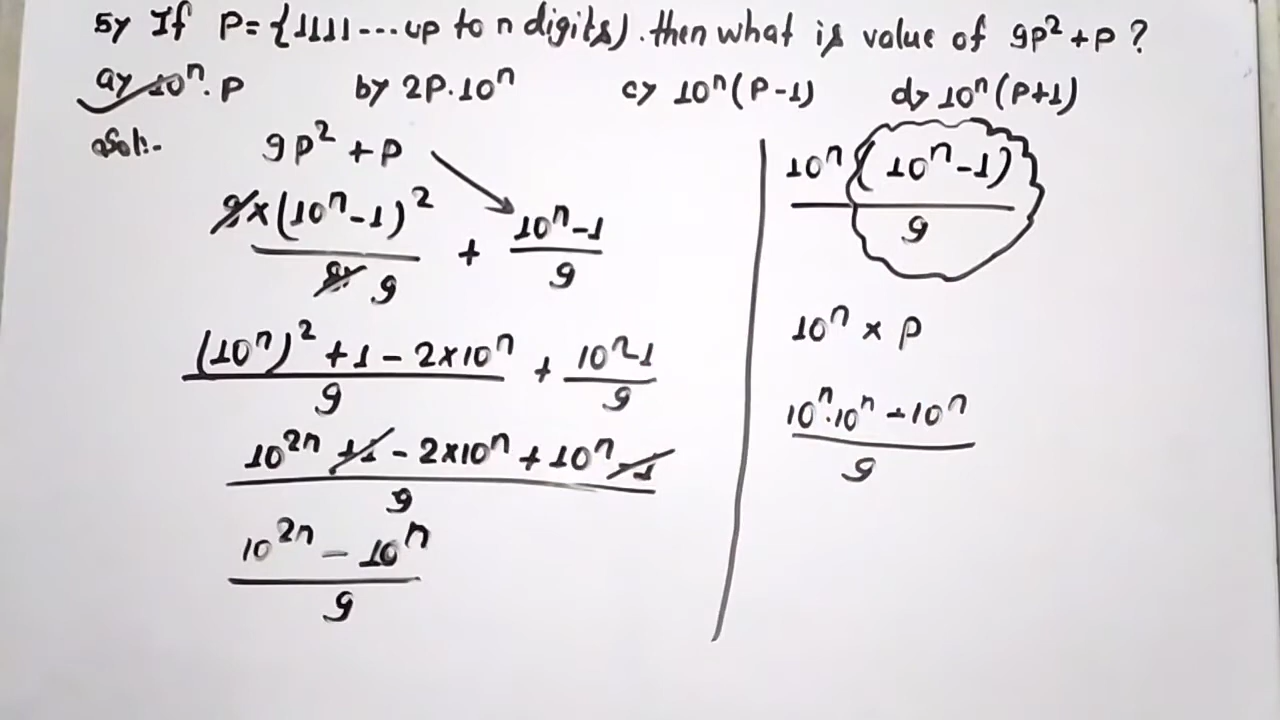 5) If P = {1111 --- up to n digits}. then what is value of 9p² + p ?
a) 10ⁿ. p b) 2p. 10ⁿ c) 10ⁿ (p - 1) d) 10ⁿ (p + 1)
Sol:-
9p² + p
9 × (10ⁿ - 1)² / 81 9 + 10ⁿ - 1 / 9
(10ⁿ)² + 1 - 2 × 10ⁿ / 9 + 10ⁿ - 1 / 9
10²ⁿ + 1 - 2 × 10ⁿ + 10ⁿ - 1 / 9
10²ⁿ - 10ⁿ / 9
10ⁿ (10ⁿ - 1) / 9
10ⁿ × p
10ⁿ. 10ⁿ - 10ⁿ / 9